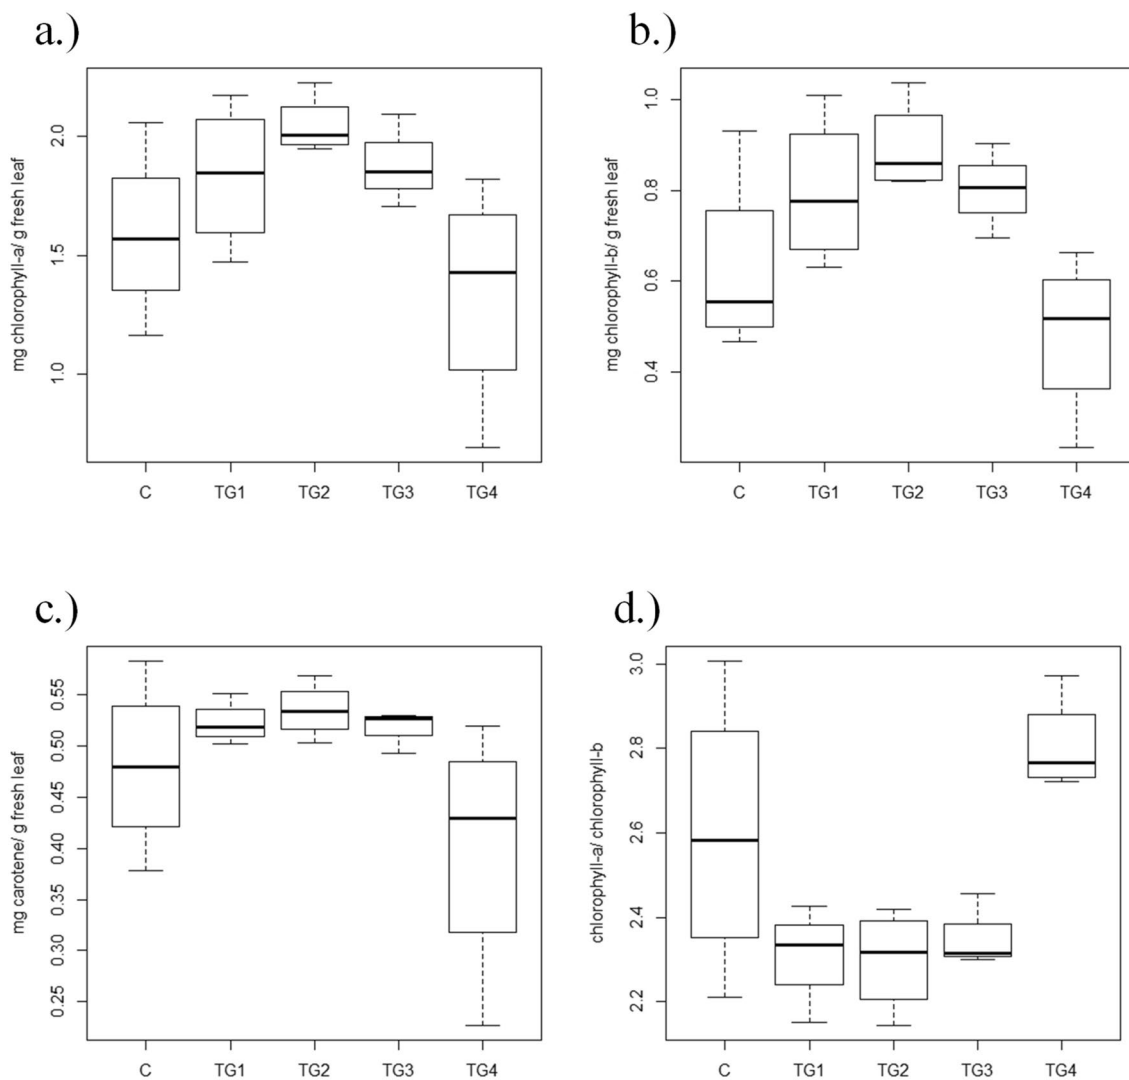 a.)
mg chlorophyll-a/ g fresh leaf
2.0
1.5
1.0
C TG1 TG2 TG3 TG4
b.)
mg chlorophyll-b/ g fresh leaf
1.0
0.8
0.6
0.4
C TG1 TG2 TG3 TG4
c.)
mg carotene/ g fresh leaf
0.55
0.50
0.45
0.40
0.35
0.30
0.25
C TG1 TG2 TG3 TG4
d.)
chlorophyll-a/ chlorophyll-b
3.0
2.8
2.6
2.4
2.2
C TG1 TG2 TG3 TG4